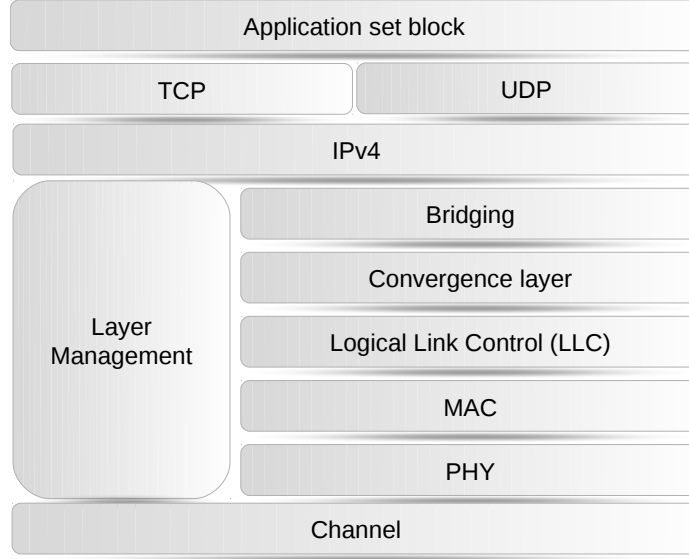 Application set block
TCP
UDP
IPv4
Layer
Management
Bridging
Convergence layer
Logical Link Control (LLC)
MAC
PHY
Channel